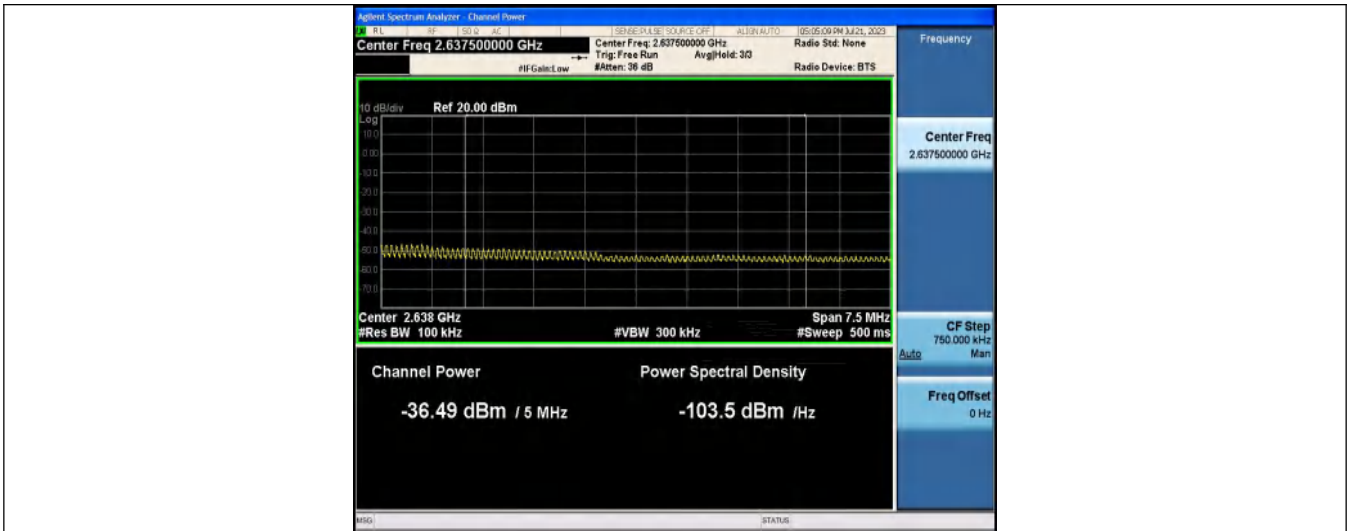 Agilent Spectrum Analyzer - Channel Power
RL RF 50 Ω AC SENSE:PULSE SOURCE OFF ALIGN AUTO 05:05:09 PM Jul 21, 2023
Center Freq 2.637500000 GHz
Center Freq: 2.637500000 GHz Radio Std: None
Trig: Free Run Avg|Hold: 3/3
#IFGain:Low #Atten: 36 dB Radio Device: BTS
10 dB/div Ref 20.00 dBm
Log
10.0
0.00
-10.0
-20.0
-30.0
-40.0
-50.0
-60.0
-70.0
Center 2.638 GHz Span 7.5 MHz
#Res BW 100 kHz #VBW 300 kHz #Sweep 500 ms
Channel Power Power Spectral Density
-36.49 dBm / 5 MHz -103.5 dBm /Hz
MSG STATUS
Frequency
Center Freq
2.637500000 GHz
CF Step
750.000 kHz
Auto Man
Freq Offset
0 Hz